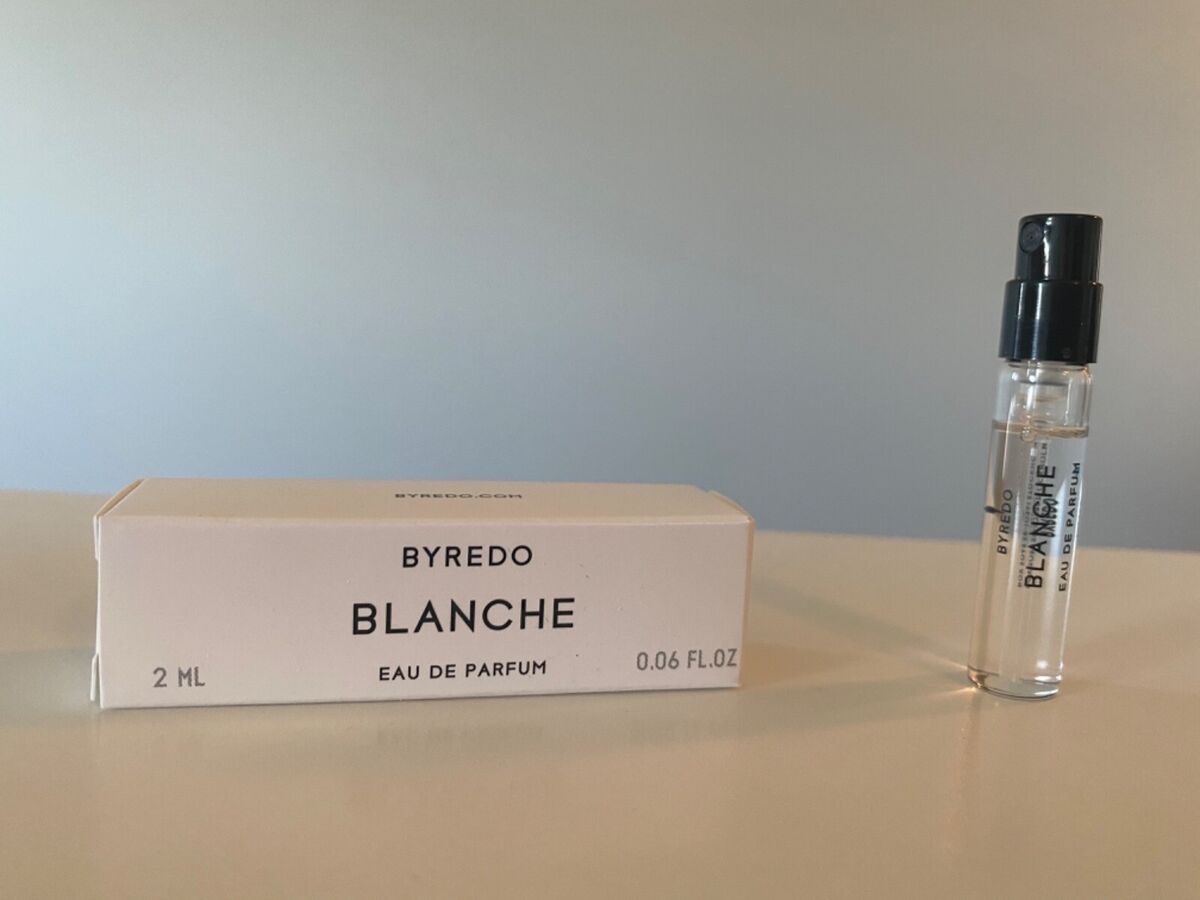 BYREDO.COM
BYREDO
BLANCHE
EAU DE PARFUM
2 ML
0.06 FL.OZ
BYREDO
BLANCHE
EAU DE PARFUM